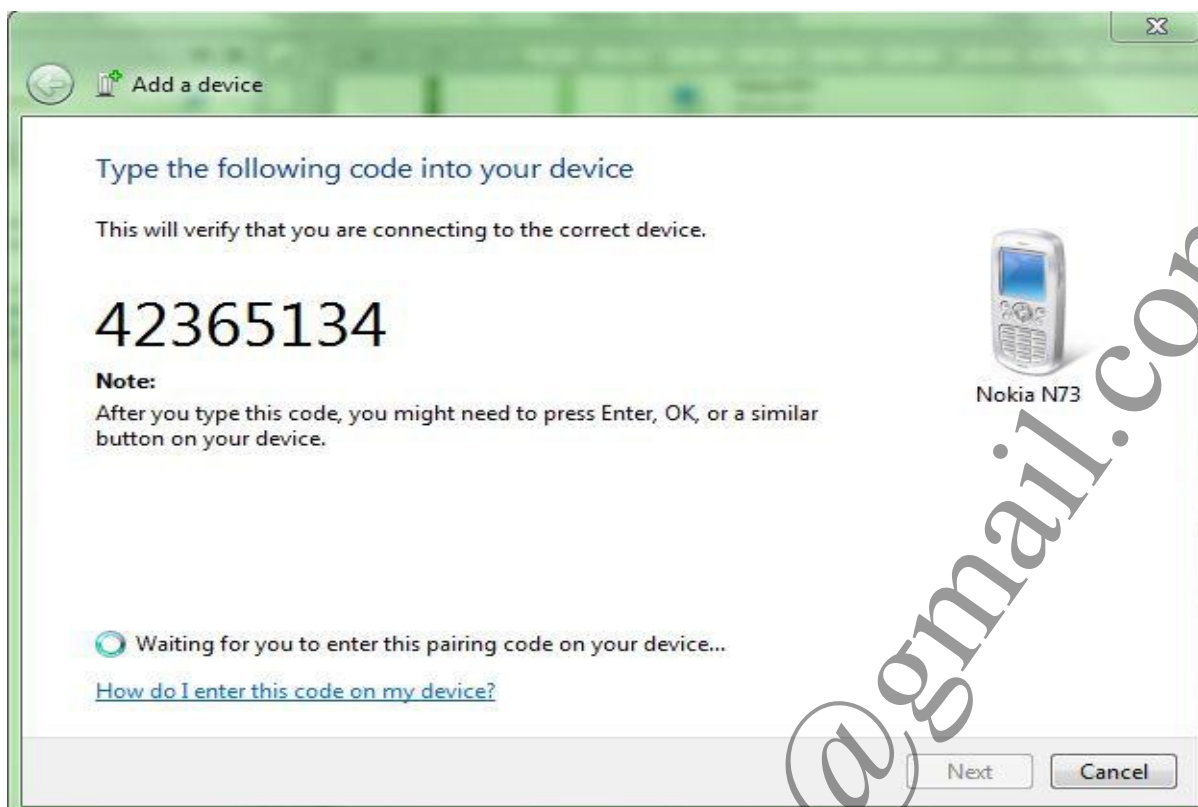 Add a device
Type the following code into your device
This will verify that you are connecting to the correct device.
42365134
Note:
After you type this code, you might need to press Enter, OK, or a similar
button on your device.
Nokia N73
Waiting for you to enter this pairing code on your device...
How do I enter this code on my device?
Next
Cancel
@gmail.com